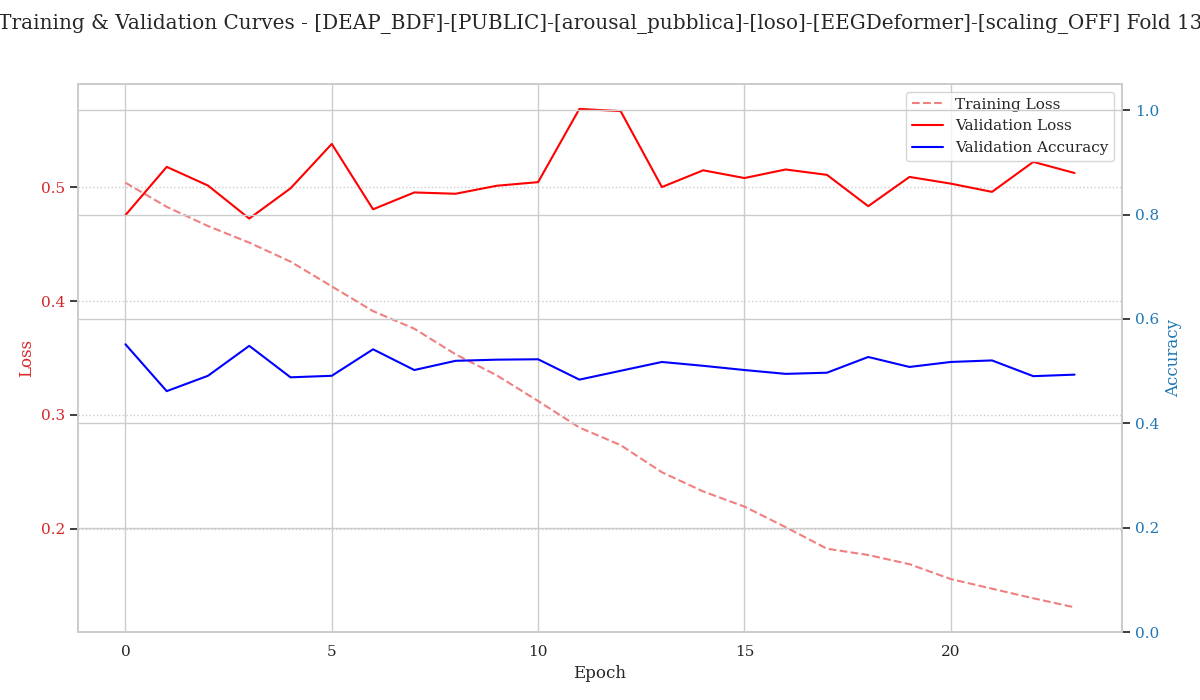 Training & Validation Curves - [DEAP_BDF]-[PUBLIC]-[arousal_pubblica]-[loso]-[EEGDeformer]-[scaling_OFF] Fold 13
Training Loss
Validation Loss
Validation Accuracy
0.5
0.4
0.3
0.2
Loss
1.0
0.8
0.6
0.4
0.2
0.0
Accuracy
0
5
10
15
20
Epoch